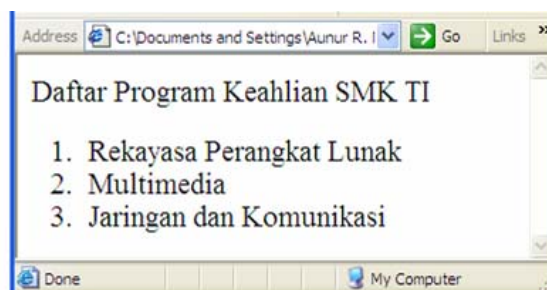 Address C:\Documents and Settings\Aunur R. Go Links »
Daftar Program Keahlian SMK TI
1. Rekayasa Perangkat Lunak
2. Multimedia
3. Jaringan dan Komunikasi
Done My Computer